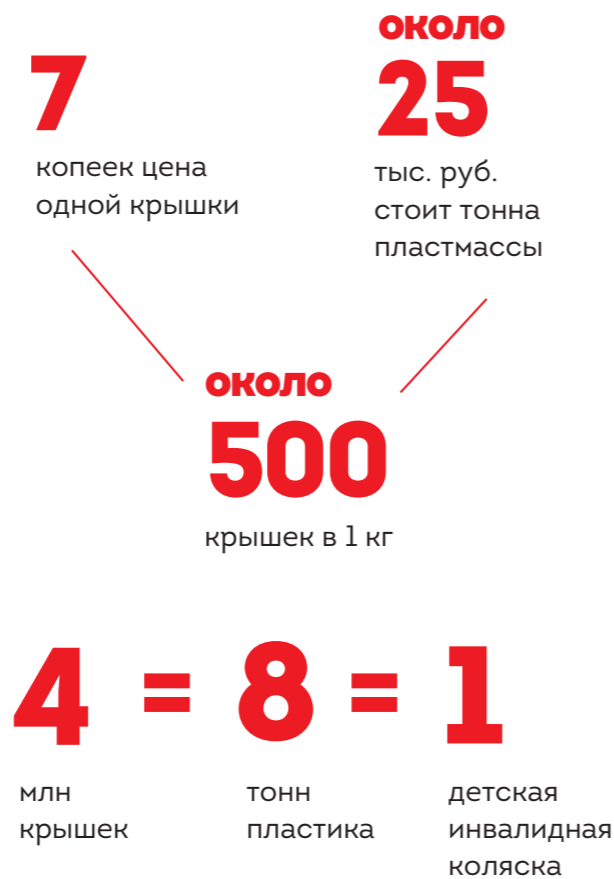 7
копеек цена
одной крышки
около
25
тыс. руб.
стоит тонна
пластмассы
около
500
крышек в 1 кг
4 = 8 = 1
млн
крышек
тонн
пластика
детская
инвалидная
коляска